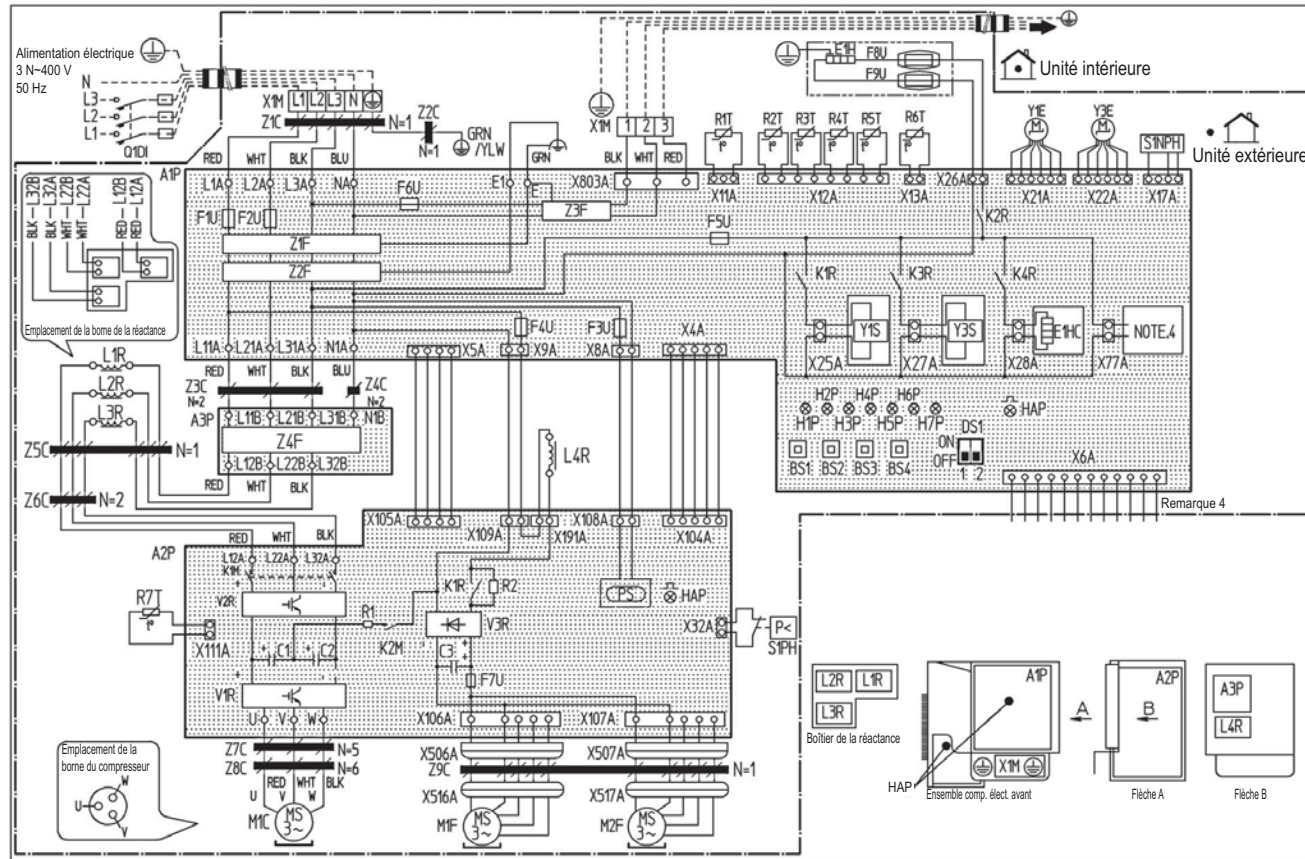 Alimentation électrique
3 N~400 V
50 Hz
N
L3
L2
L1
Q1DI
X1M L1 L2 L3 N
Z1C N=1
Z2C
N=1
GRN
/YLW
GRN
RED WHT BLK BLU
X1M 1 2 3
BLK WHT RED
E1H F8U
F9U
Unité intérieure
Unité extérieure
R1T R2T R3T R4T R5T R6T
Y1E Y3E S1NPH
M M
X803A X11A X12A X13A X26A X21A X22A X17A
A1P
L1A L2A L3A NA E1 E
F1U F2U F6U Z3F
Z1F
Z2F
F5U K2R
K1R K3R K4R
Y1S Y3S E1HC NOTE.4
X25A X27A X28A X77A
L32B L32A L22B L22A L12B L12A
BLK BLK WHT WHT RED RED
Emplacement de la borne de la réactance
F4U F3U
L11A L21A L31A N1A X5A X9A X8A X4A
RED WHT BLK BLU
Z3C
N=2
Z4C
N=2
A3P L11B L21B L31B N1B
Z4F
L12B L22B L32B
RED WHT BLK
L1R
L2R
L3R
Z5C N=1
Z6C N=2
L4R
H2P H4P H6P
H1P H3P H5P H7P
HAP
BS1 BS2 BS3 BS4
DS1
ON
OFF
1 2
X6A
Remarque 4
X105A X109A X191A X108A X104A
RED WHT BLK
A2P
L12A L22A L32A
K1M
R7T
X111A
V2R
R1
K2M
K1R R2
V3R
PS
HAP
X32A
P<
S1PH
C1 C2 C3
V1R
F7U
U V W
X106A X107A
Z7C N=5
Z8C N=6
X506A X507A
Z9C N=1
X516A X517A
RED WHT BLK
U V W
M1C MS
3~
M1F MS
3~
M2F MS
3~
Emplacement de la
borne du compresseur
W
U
V
L2R L1R
L3R
Boîtier de la réactance
A1P
X1M
HAP
Ensemble comp. élect. avant
A
A2P
B
Flèche A
A3P
L4R
Flèche B